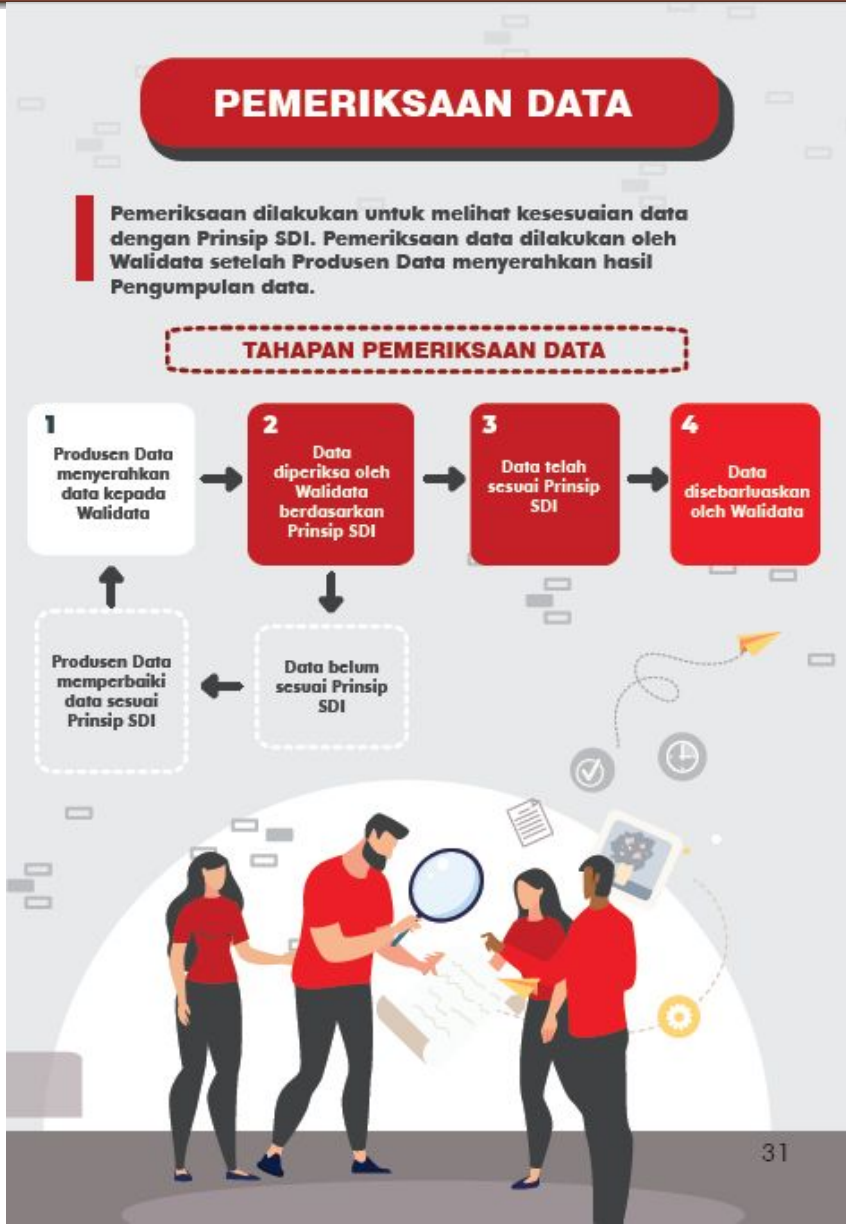 PEMERIKSAAN DATA
Pemeriksaan dilakukan untuk melihat kesesuaian data
dengan Prinsip SDI. Pemeriksaan data dilakukan oleh
Walidata setelah Produsen Data menyerahkan hasil
Pengumpulan data.
TAHAPAN PEMERIKSAAN DATA
1
Produsen Data
menyerahkan
data kepada
Walidata
2
Data
diperiksa oleh
Walidata
berdasarkan
Prinsip SDI
3
Data telah
sesuai Prinsip
SDI
4
Data
disebarluaskan
oleh Walidata
Produsen Data
memperbaiki
data sesuai
Prinsip SDI
Data belum
sesuai Prinsip
SDI
31